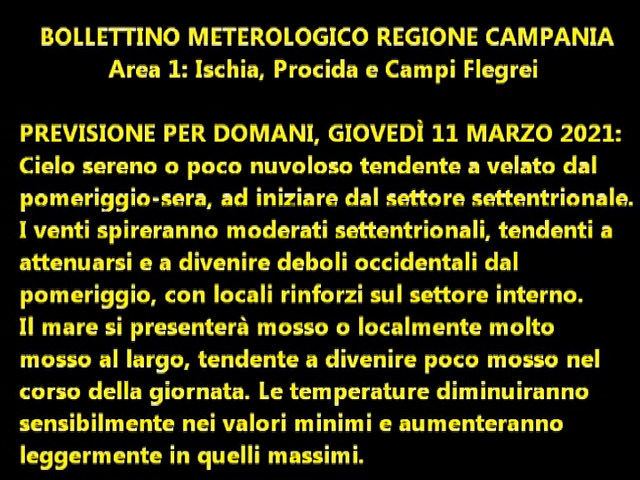 BOLLETTINO METEROLOGICO REGIONE CAMPANIA
Area 1: Ischia, Procida e Campi Flegrei
PREVISIONE PER DOMANI, GIOVEDÌ 11 MARZO 2021:
Cielo sereno o poco nuvoloso tendente a velato dal
pomeriggio-sera, ad iniziare dal settore settentrionale.
I venti spireranno moderati settentrionali, tendenti a
attenuarsi e a divenire deboli occidentali dal
pomeriggio, con locali rinforzi sul settore interno.
Il mare si presenterà mosso o localmente molto
mosso al largo, tendente a divenire poco mosso nel
corso della giornata. Le temperature diminuiranno
sensibilmente nei valori minimi e aumenteranno
leggermente in quelli massimi.